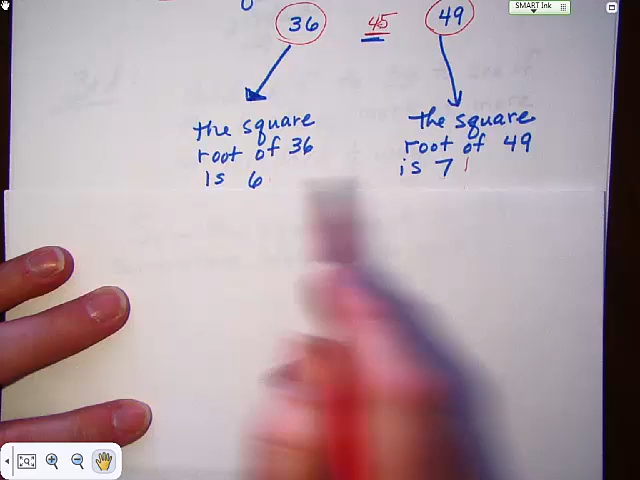 SMART Ink
36 45 49
the square
root of 36
is 6
the square
root of 49
is 7